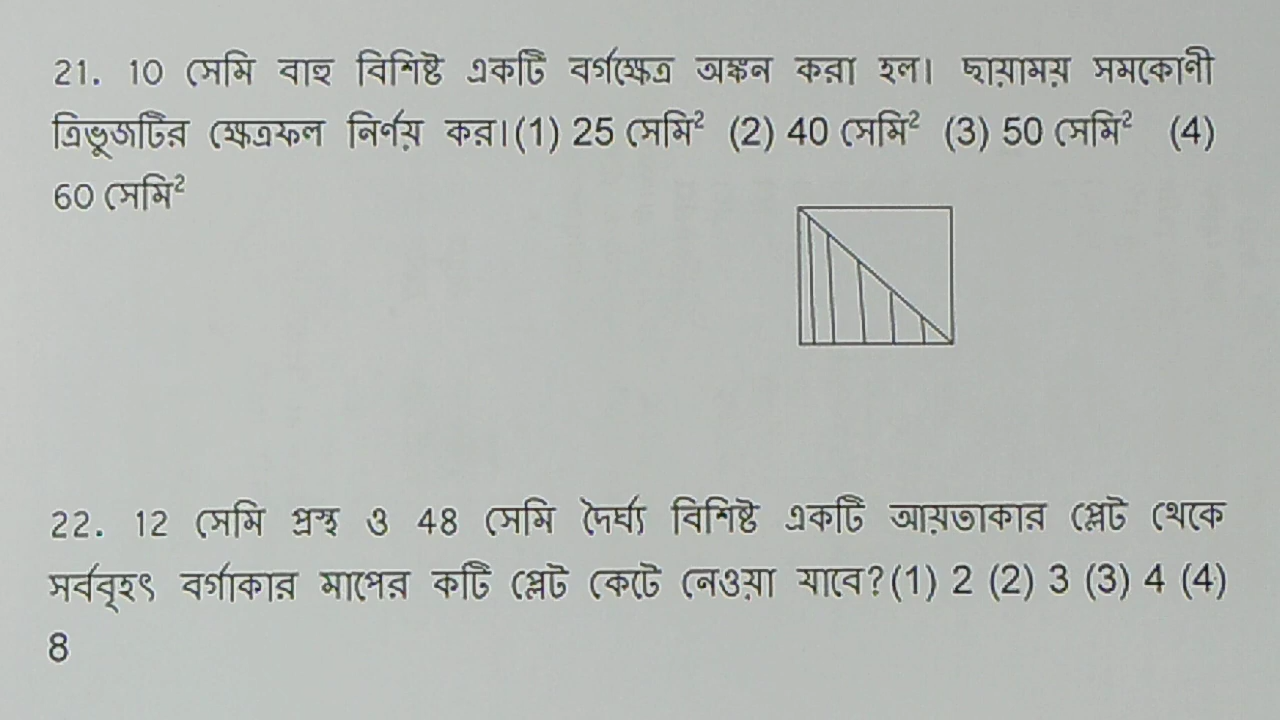 21. 10 সেমি বাহু বিশিষ্ট একটি বর্গক্ষেত্র অঙ্কন করা হল। ছায়াময় সমকোনী
ত্রিভূজটির ক্ষেত্রফল নির্ণয় কর।(1) 25 সেমি² (2) 40 সেমি² (3) 50 সেমি² (4)
60 সেমি²
22. 12 সেমি প্রস্থ ও 48 সেমি দৈর্ঘ্য বিশিষ্ট একটি আয়তাকার প্লেট থেকে
সর্ববৃহৎ বর্গাকার মাপের কটি প্লেট কেটে নেওয়া যাবে?(1) 2 (2) 3 (3) 4 (4)
8